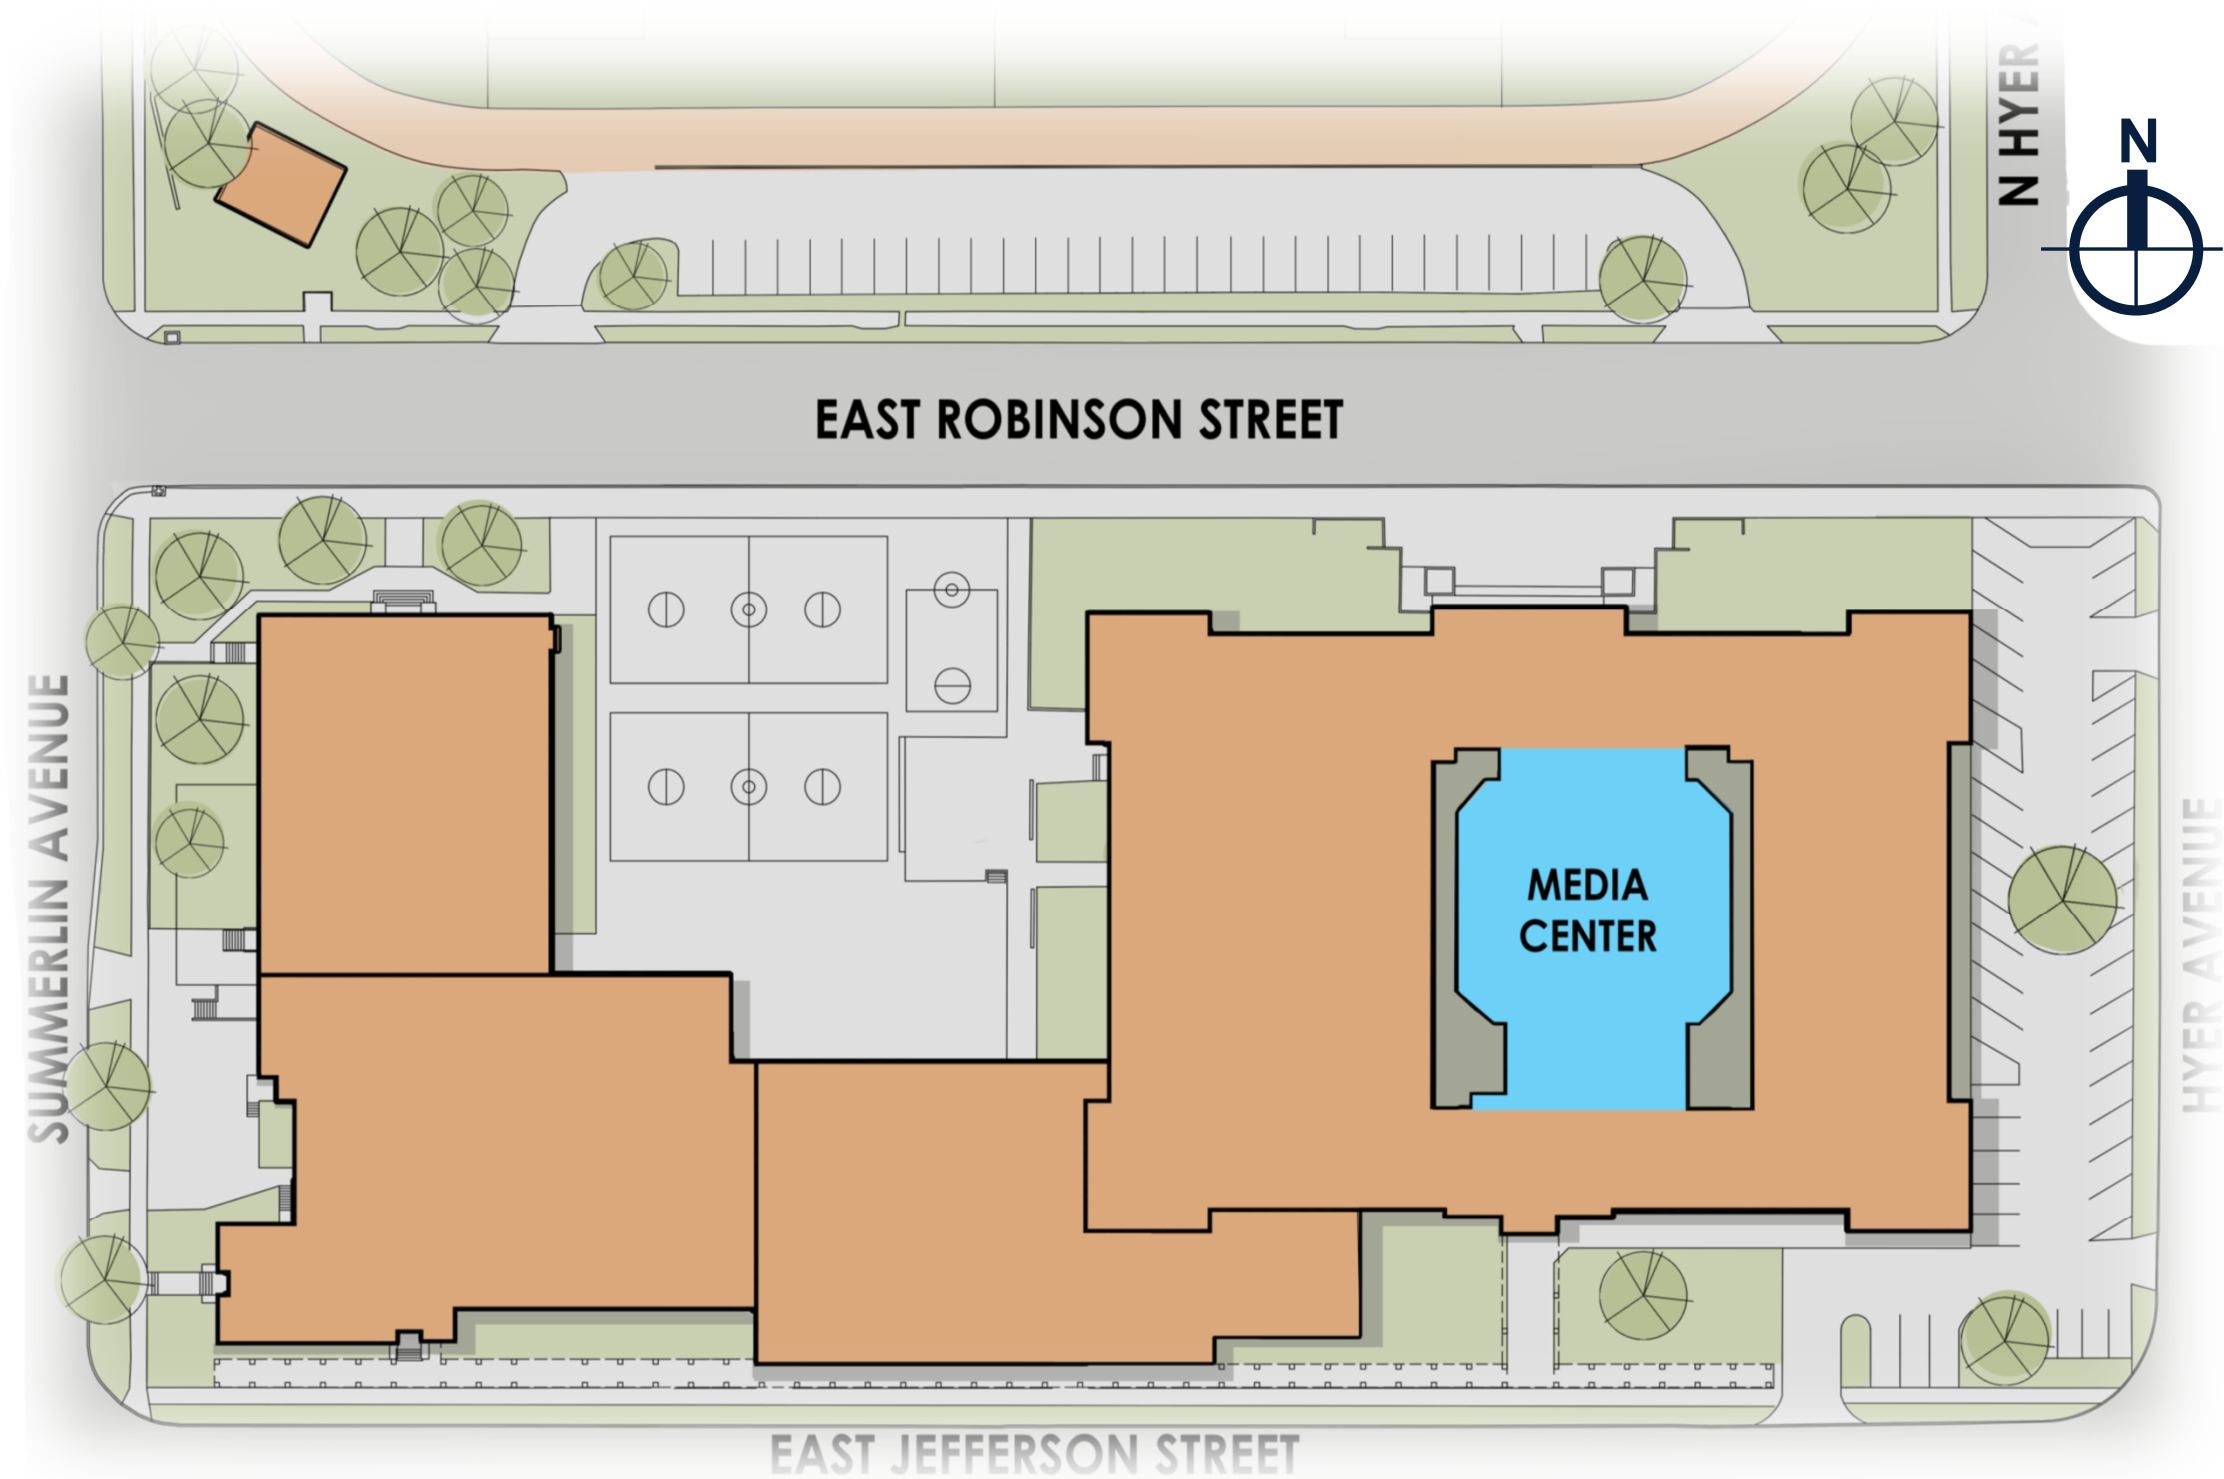 N HYER A
N
EAST ROBINSON STREET
SUMMERLIN AVENUE
MEDIA
CENTER
HYER AVENUE
EAST JEFFERSON STREET